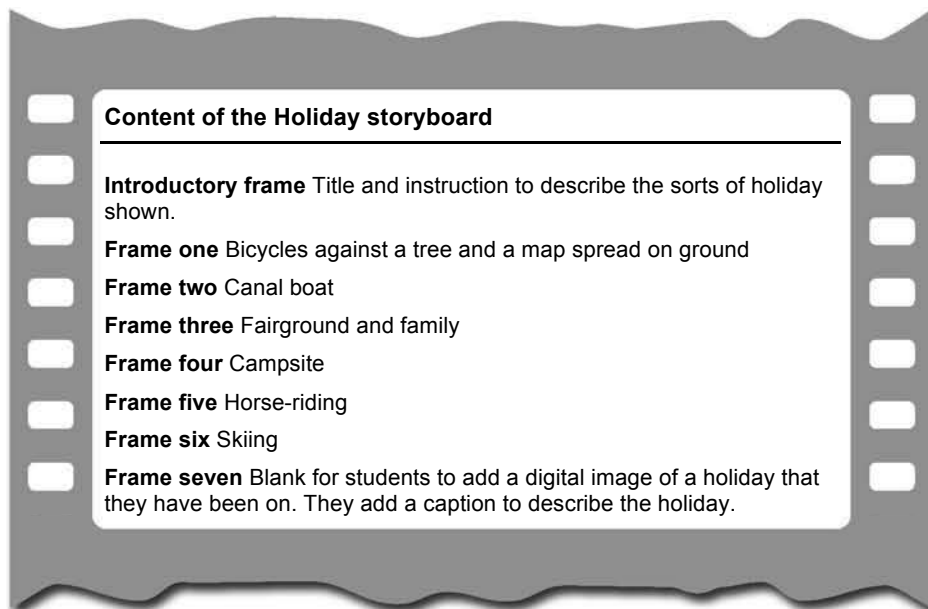 Content of the Holiday storyboard
Introductory frame Title and instruction to describe the sorts of holiday
shown.
Frame one Bicycles against a tree and a map spread on ground
Frame two Canal boat
Frame three Fairground and family
Frame four Campsite
Frame five Horse-riding
Frame six Skiing
Frame seven Blank for students to add a digital image of a holiday that
they have been on. They add a caption to describe the holiday.